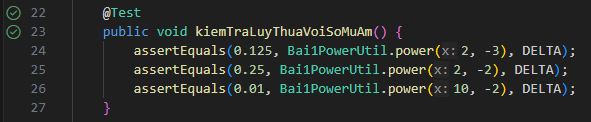 22 @Test
23 public void kiemTraLuyThuaVoiSoMuAm() {
24 assertEquals(0.125, Bai1PowerUtil.power(x: 2, -3), DELTA);
25 assertEquals(0.25, Bai1PowerUtil.power(x: 2, -2), DELTA);
26 assertEquals(0.01, Bai1PowerUtil.power(x: 10, -2), DELTA);
27 }